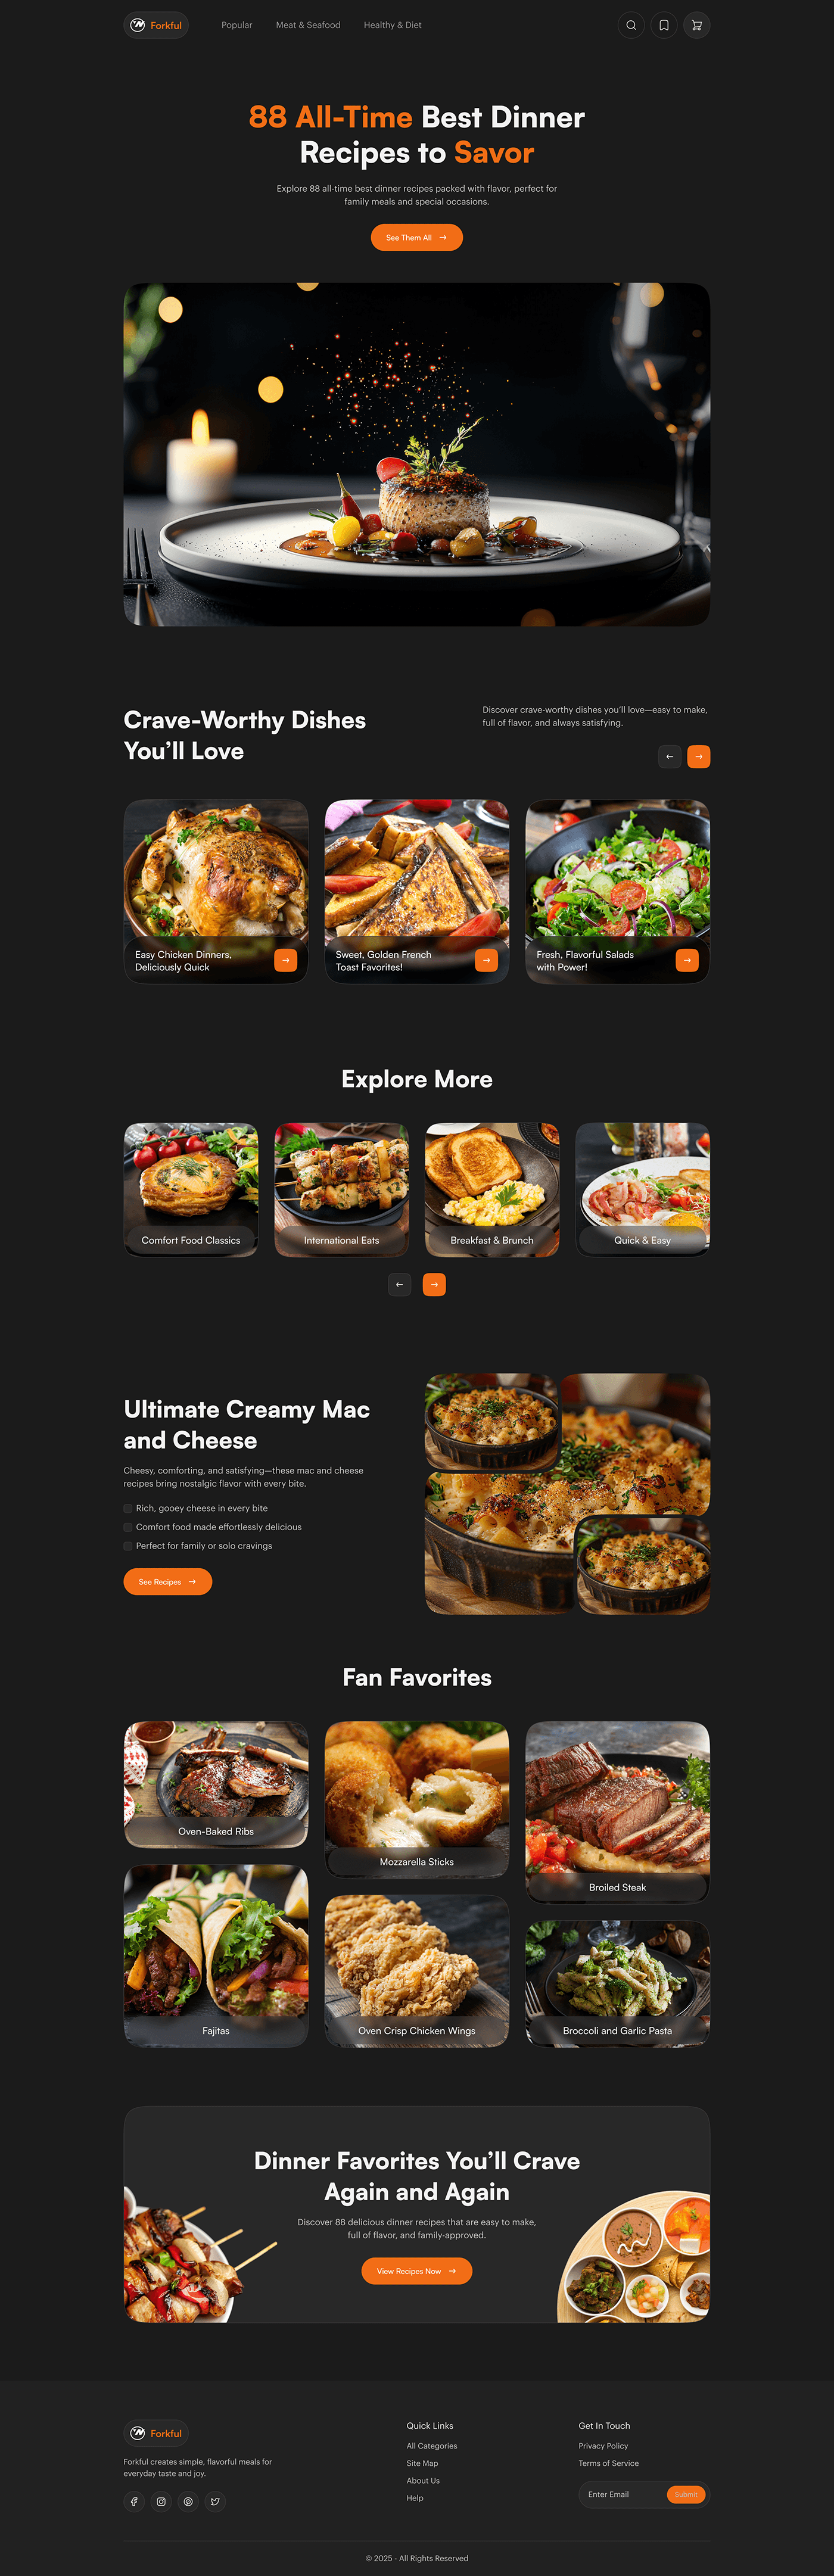 Forkful
Popular
Meat & Seafood
Healthy & Diet
88 All-Time Best Dinner
Recipes to Savor
Explore 88 all-time best dinner recipes packed with flavor, perfect for
family meals and special occasions.
See Them All
Crave-Worthy Dishes
You’ll Love
Discover crave-worthy dishes you’ll love—easy to make,
full of flavor, and always satisfying.
Easy Chicken Dinners,
Deliciously Quick
Sweet, Golden French
Toast Favorites!
Fresh, Flavorful Salads
with Power!
Explore More
Comfort Food Classics
International Eats
Breakfast & Brunch
Quick & Easy
Ultimate Creamy Mac
and Cheese
Cheesy, comforting, and satisfying—these mac and cheese
recipes bring nostalgic flavor with every bite.
Rich, gooey cheese in every bite
Comfort food made effortlessly delicious
Perfect for family or solo cravings
See Recipes
Fan Favorites
Oven-Baked Ribs
Mozzarella Sticks
Broiled Steak
Fajitas
Oven Crisp Chicken Wings
Broccoli and Garlic Pasta
Dinner Favorites You’ll Crave
Again and Again
Discover 88 delicious dinner recipes that are easy to make,
full of flavor, and family-approved.
View Recipes Now
Forkful
Forkful creates simple, flavorful meals for
everyday taste and joy.
Quick Links
All Categories
Site Map
About Us
Help
Get In Touch
Privacy Policy
Terms of Service
Enter Email
Submit
© 2025 - All Rights Reserved